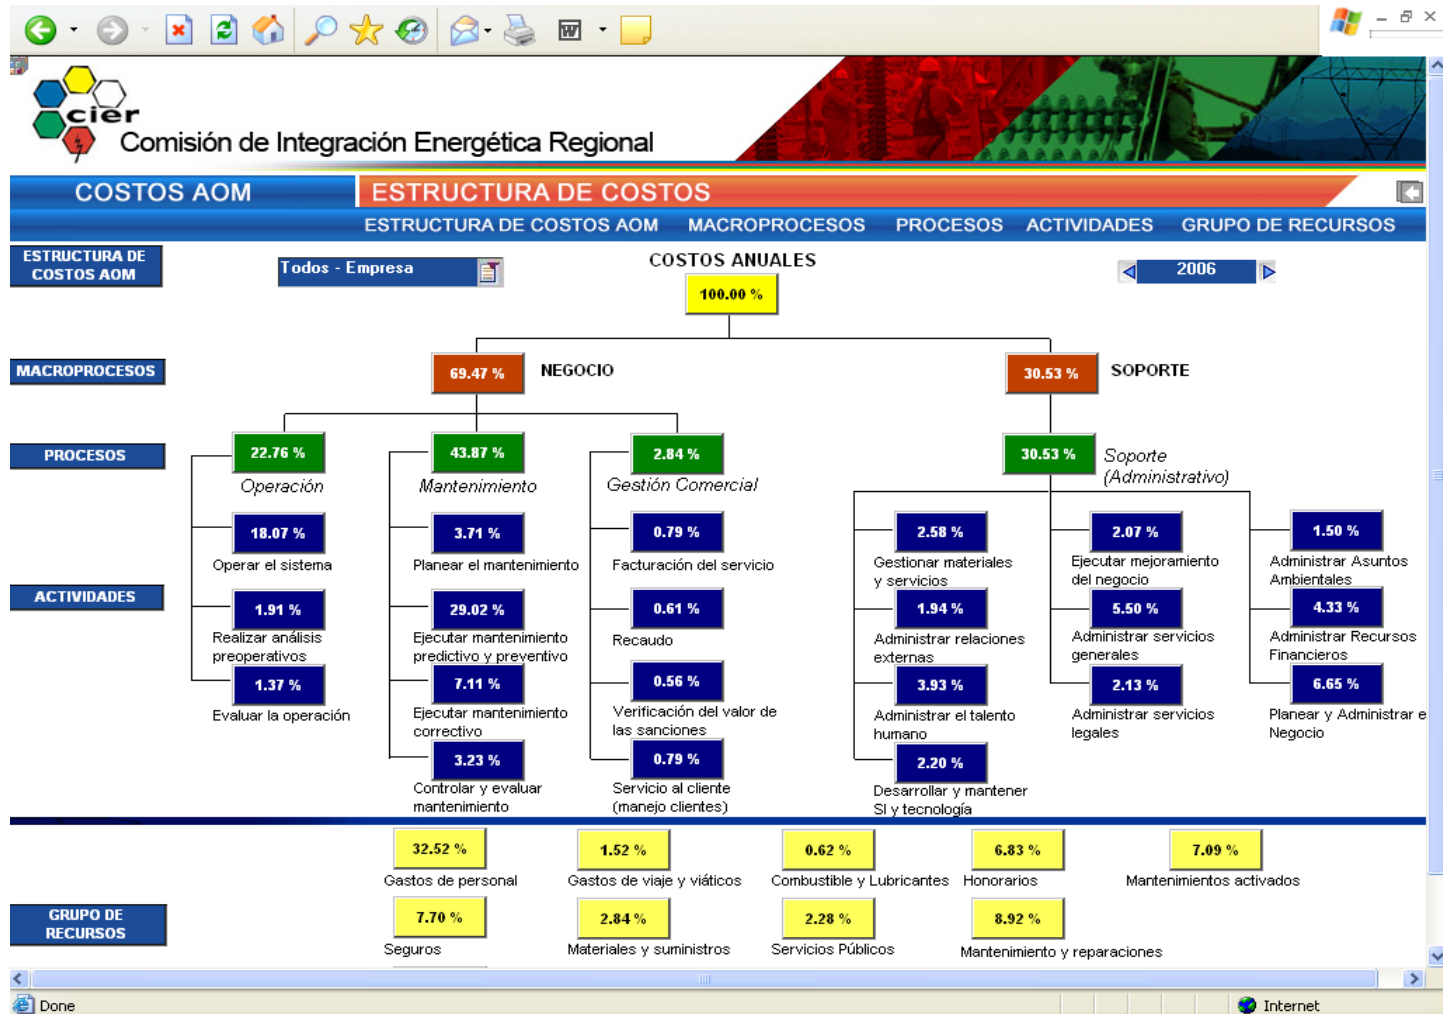 cier
Comisión de Integración Energética Regional
COSTOS AOM
ESTRUCTURA DE COSTOS
ESTRUCTURA DE COSTOS AOM MACROPROCESOS PROCESOS ACTIVIDADES GRUPO DE RECURSOS
ESTRUCTURA DE
COSTOS AOM
Todos - Empresa
COSTOS ANUALES
2006
100.00 %
MACROPROCESOS
69.47 %
NEGOCIO
30.53 %
SOPORTE
PROCESOS
22.76 %
Operación
43.87 %
Mantenimiento
2.84 %
Gestión Comercial
30.53 %
Soporte
(Administrativo)
ACTIVIDADES
18.07 %
Operar el sistema
1.91 %
Realizar análisis
preoperativos
1.37 %
Evaluar la operación
3.71 %
Planear el mantenimiento
29.02 %
Ejecutar mantenimiento
predictivo y preventivo
7.11 %
Ejecutar mantenimiento
correctivo
3.23 %
Controlar y evaluar
mantenimiento
0.79 %
Facturación del servicio
0.61 %
Recaudo
0.56 %
Verificación del valor de
las sanciones
0.79 %
Servicio al cliente
(manejo clientes)
2.58 %
Gestionar materiales
y servicios
1.94 %
Administrar relaciones
externas
3.93 %
Administrar el talento
humano
2.20 %
Desarrollar y mantener
SI y tecnología
2.07 %
Ejecutar mejoramiento
del negocio
5.50 %
Administrar servicios
generales
2.13 %
Administrar servicios
legales
1.50 %
Administrar Asuntos
Ambientales
4.33 %
Administrar Recursos
Financieros
6.65 %
Planear y Administrar e
Negocio
GRUPO DE
RECURSOS
32.52 %
Gastos de personal
1.52 %
Gastos de viaje y viáticos
0.62 %
Combustible y Lubricantes
6.83 %
Honorarios
7.09 %
Mantenimientos activados
7.70 %
Seguros
2.84 %
Materiales y suministros
2.28 %
Servicios Públicos
8.92 %
Mantenimiento y reparaciones
Done
Internet